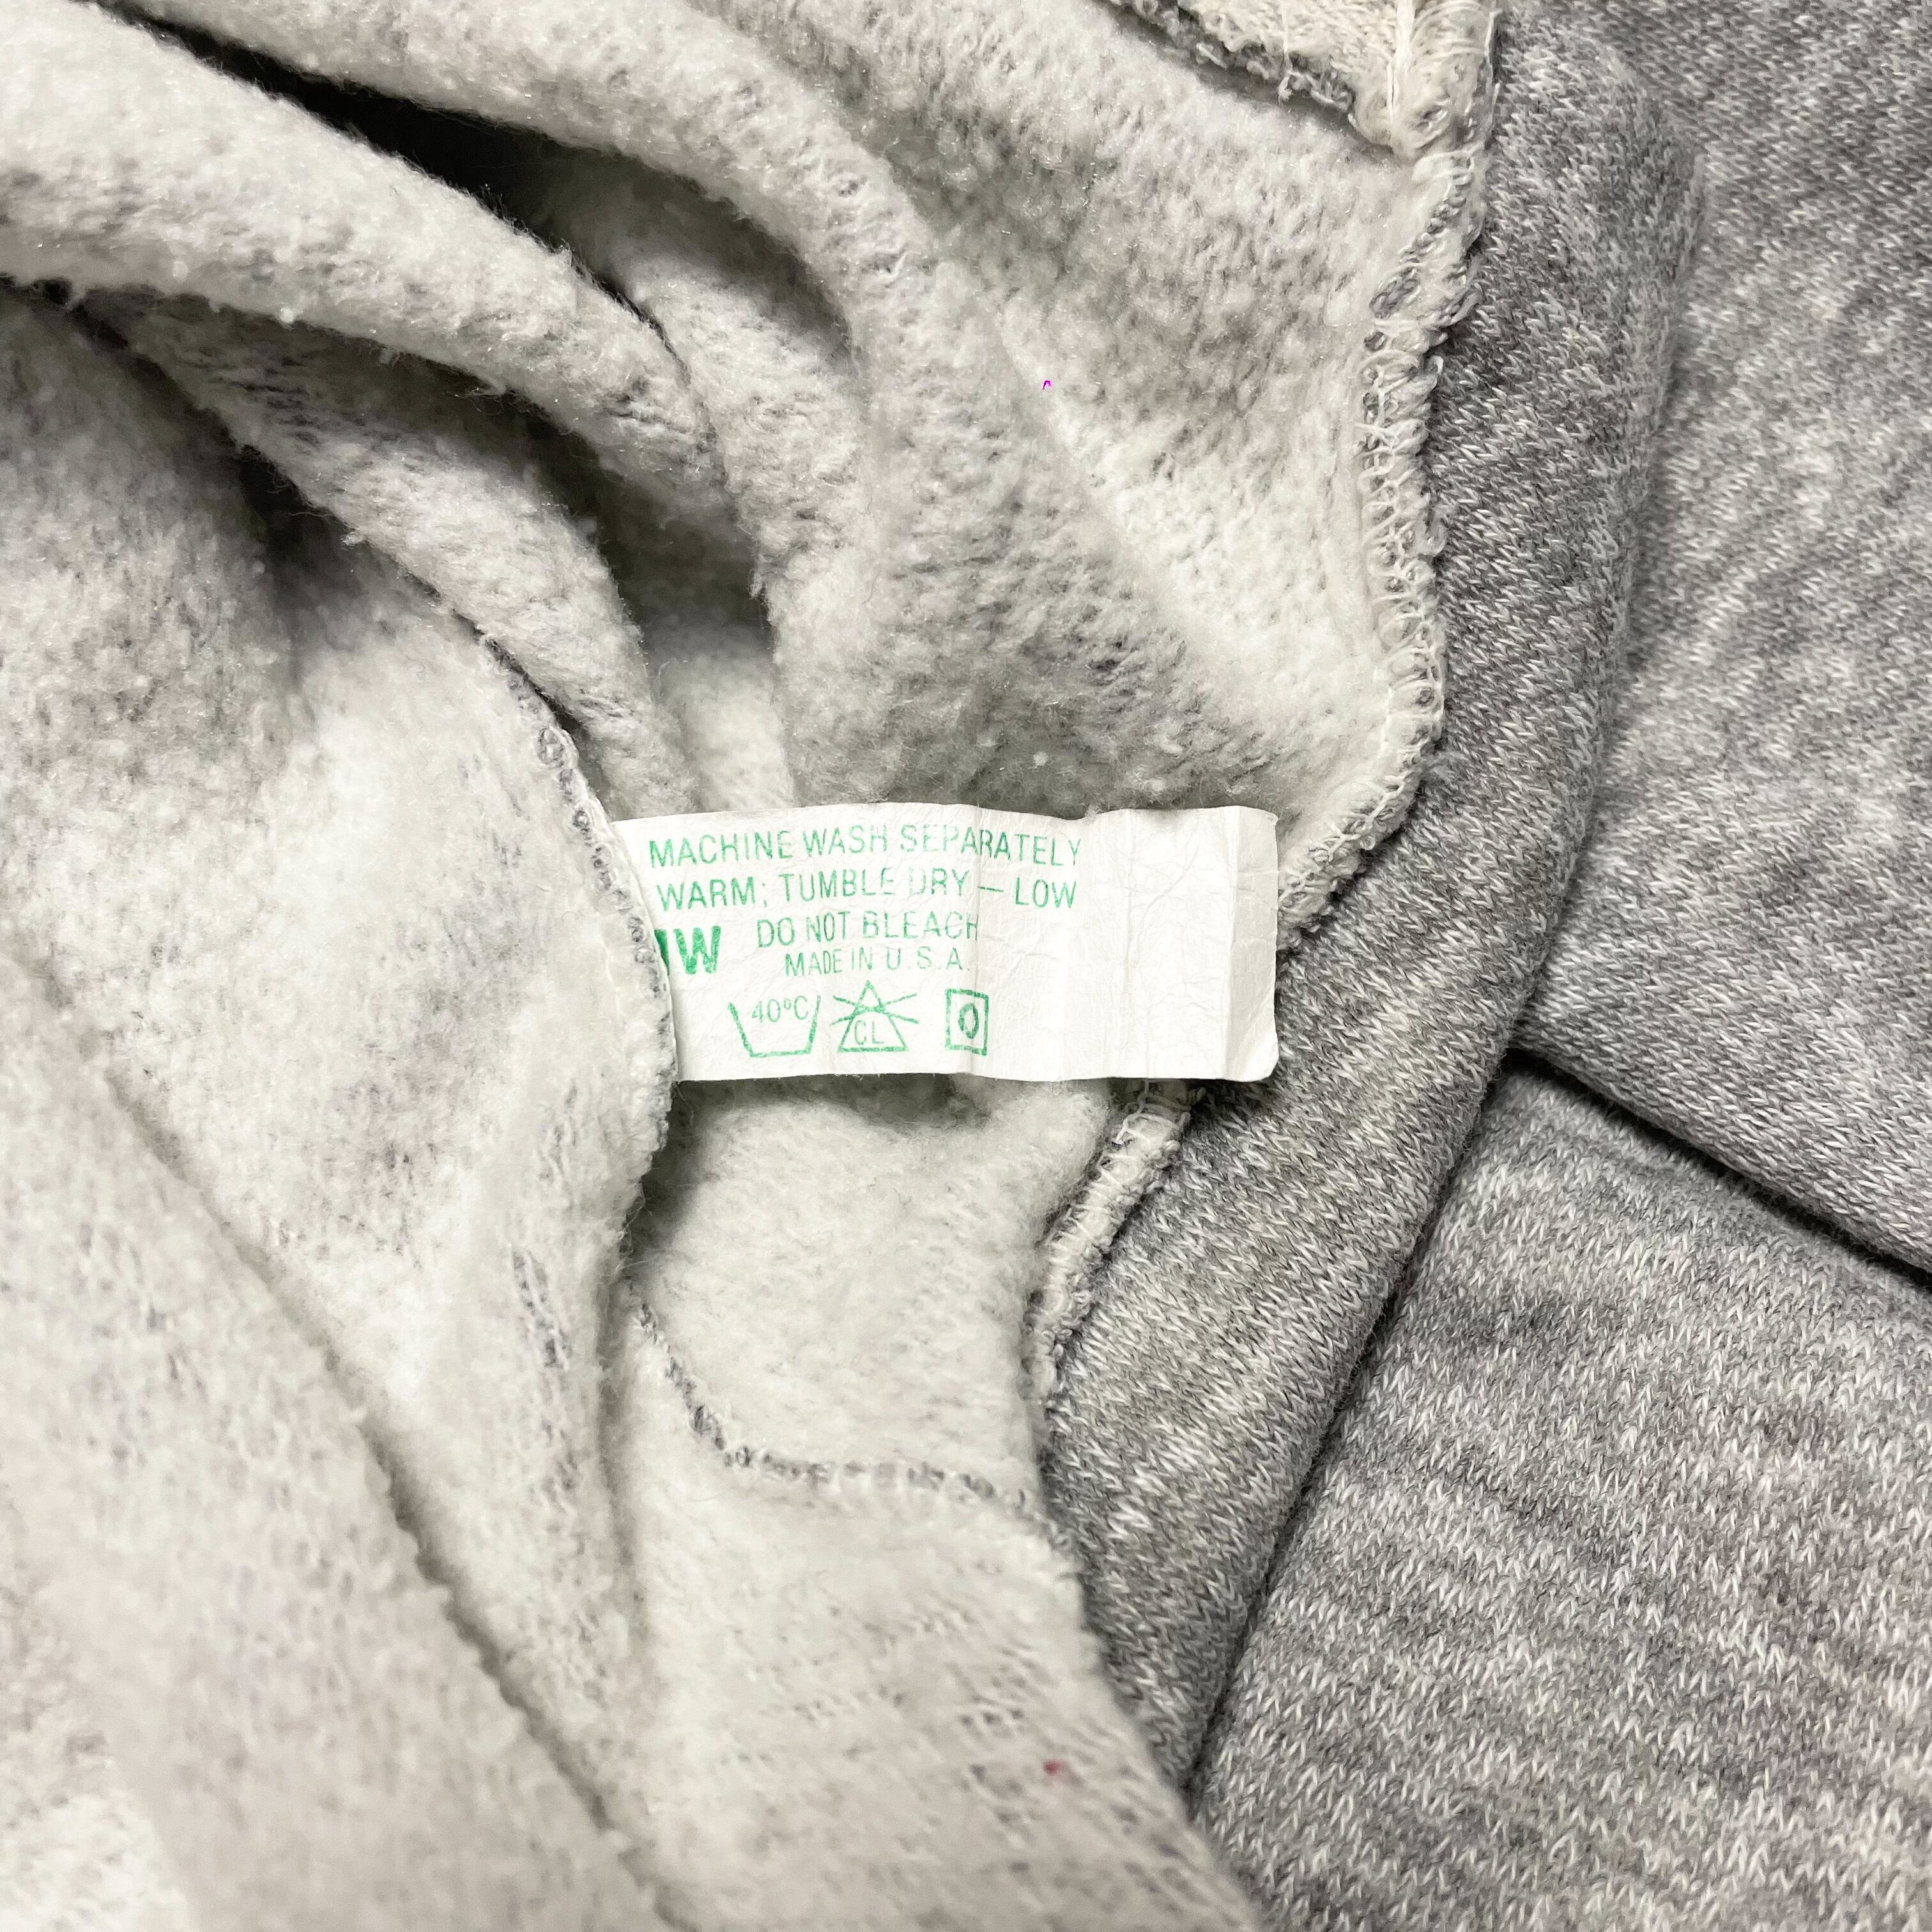 MACHINE WASH SEPARATELY
WARM; TUMBLE DRY — LOW
W DO NOT BLEACH
MADE IN U.S.A.
40°C CL O